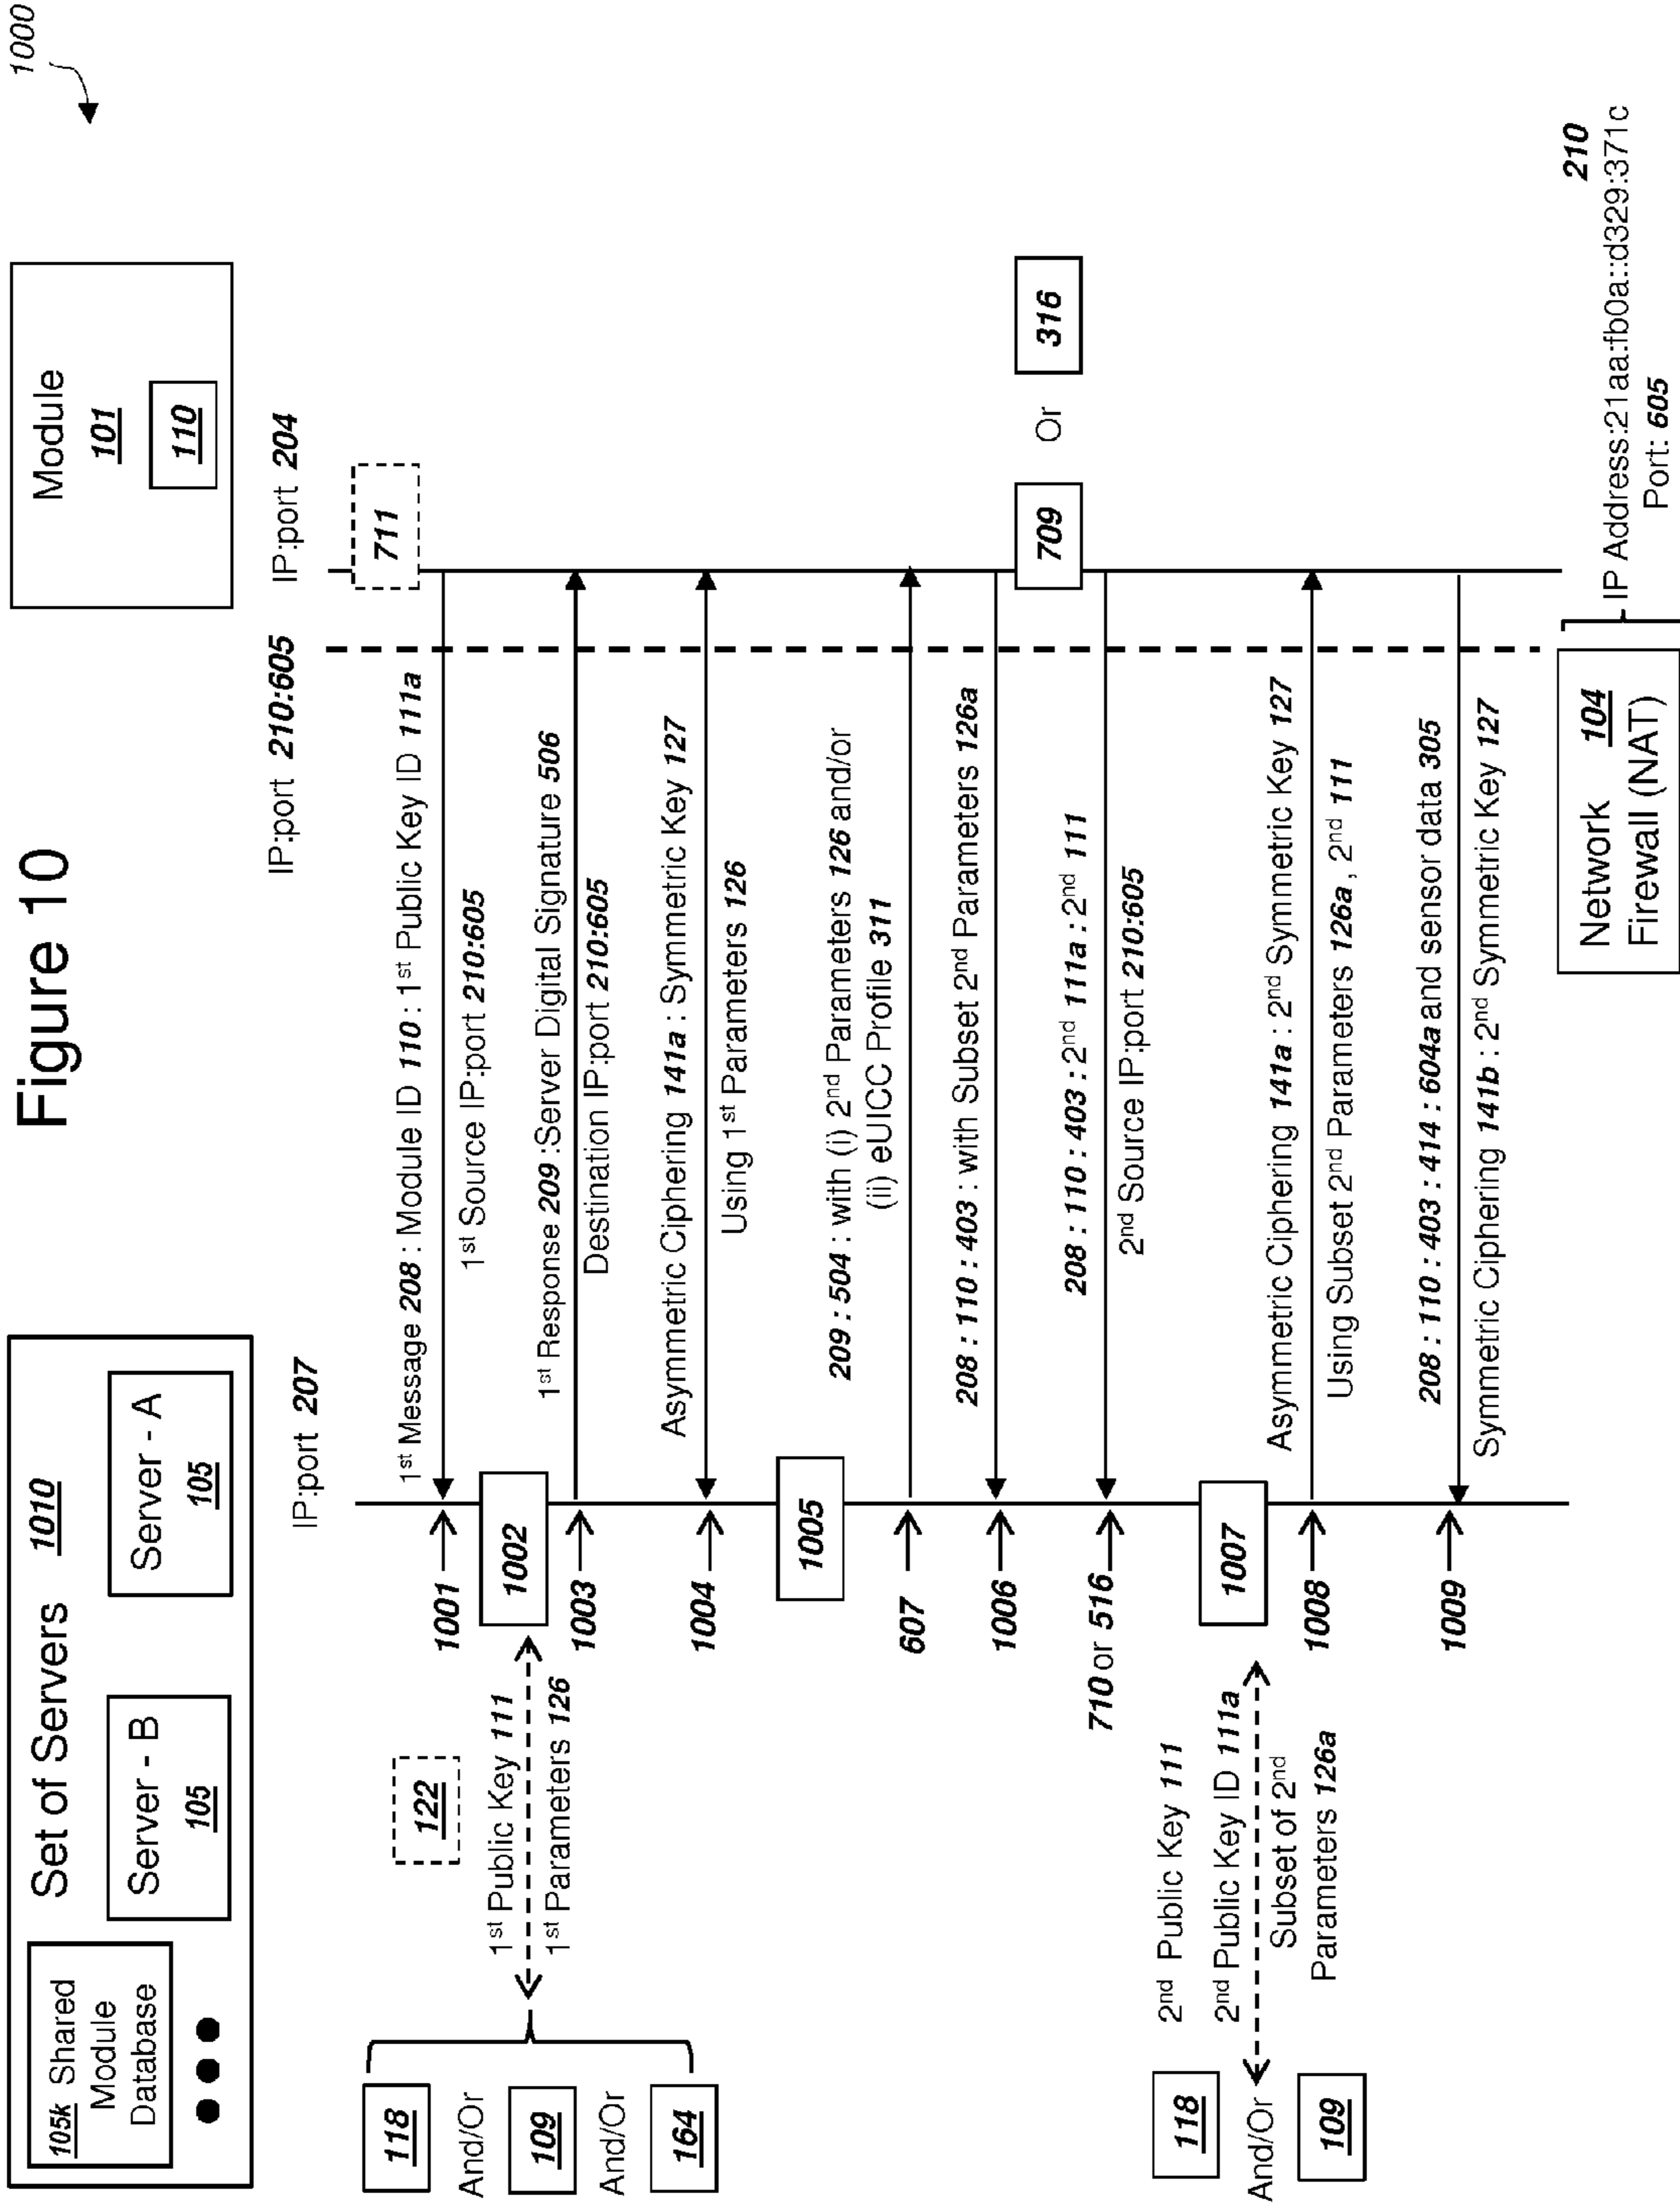 Figure 10
1000
Set of Servers 1010
105k Shared
Module
Database
Server - B
105
Server - A
105
Module
101
110
IP:port 207
IP:port 210:605
IP:port 204
711
1001
1st Message 208 : Module ID 110 : 1st Public Key ID 111a
1st Source IP:port 210:605
122
1002
118
And/Or
109
And/Or
164
1st Public Key 111
1st Parameters 126
1003
1st Response 209 :Server Digital Signature 506
Destination IP:port 210:605
1004
Asymmetric Ciphering 141a : Symmetric Key 127
Using 1st Parameters 126
1005
607
209 : 504 : with (i) 2nd Parameters 126 and/or
(ii) eUICC Profile 311
1006
208 : 110 : 403 : with Subset 2nd Parameters 126a
709 Or 316
710 or 516
208 : 110 : 403 : 2nd 111a : 2nd 111
2nd Source IP:port 210:605
1007
118
And/Or
109
2nd Public Key 111
2nd Public Key ID 111a
Subset of 2nd
Parameters 126a
1008
Asymmetric Ciphering 141a : 2nd Symmetric Key 127
Using Subset 2nd Parameters 126a , 2nd 111
1009
208 : 110 : 403 : 414 : 604a and sensor data 305
Symmetric Ciphering 141b : 2nd Symmetric Key 127
Network 104
Firewall (NAT)
210
IP Address:21aa:fb0a::d329:371c
Port: 605